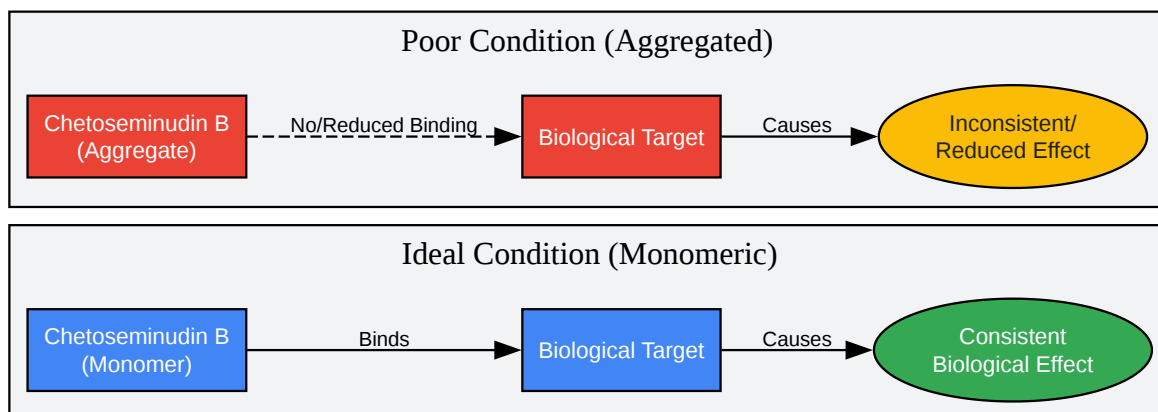 Poor Condition (Aggregated)
Chetoseminudin B
(Aggregate)
No/Reduced Binding
Biological Target
Causes
Inconsistent/
Reduced Effect
Ideal Condition (Monomeric)
Chetoseminudin B
(Monomer)
Binds
Biological Target
Causes
Consistent
Biological Effect